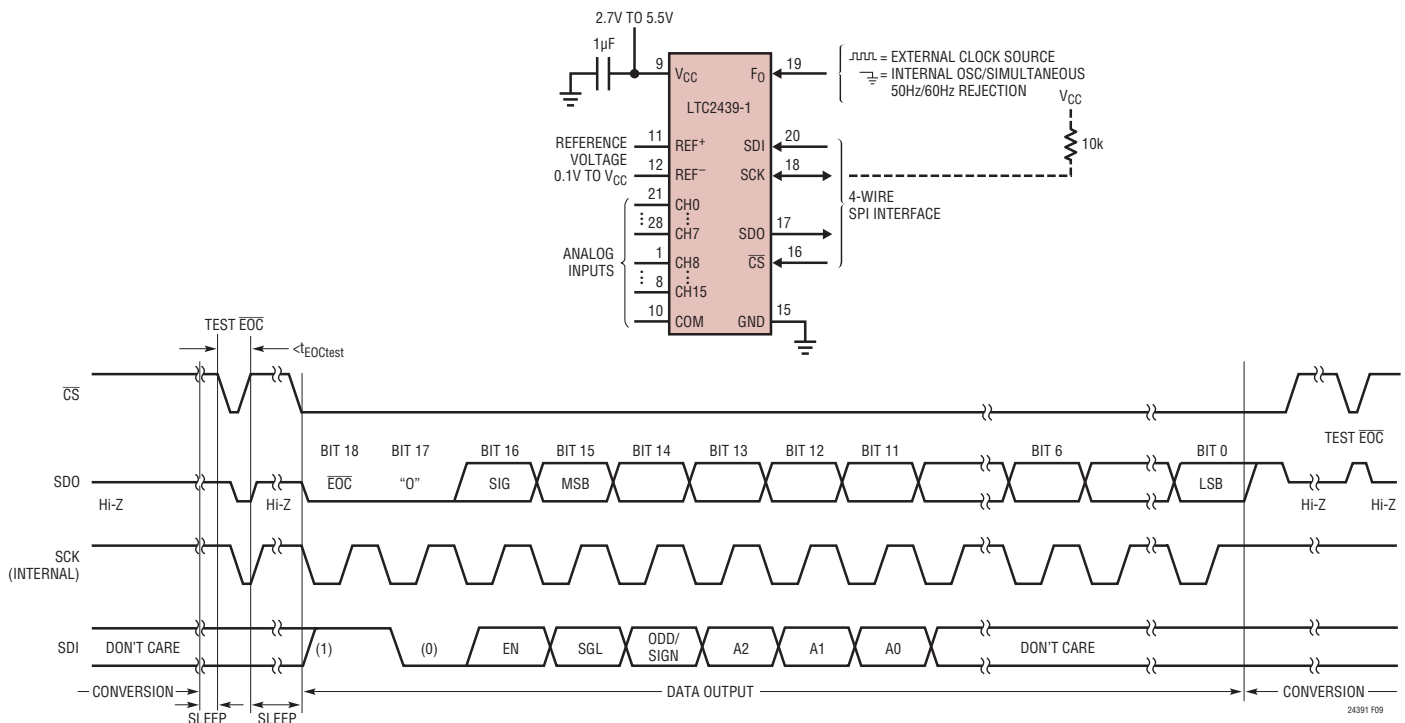 2.7V TO 5.5V
1µF
9
VCC
FO
19
= EXTERNAL CLOCK SOURCE
= INTERNAL OSC/SIMULTANEOUS
50Hz/60Hz REJECTION
LTC2439-1
VCC
10k
REFERENCE
VOLTAGE
0.1V TO VCC
11
REF+
12
REF–
SDI
20
SCK
18
4-WIRE
SPI INTERFACE
21
CH0
28
CH7
SDO
17
ANALOG
INPUTS
1
CH8
CS
16
8
CH15
10
COM
GND
15
TEST EOC
<tEOCtest
CS
TEST EOC
BIT 18
BIT 17
BIT 16
BIT 15
BIT 14
BIT 13
BIT 12
BIT 11
BIT 6
BIT 0
SDO
EOC
“0”
SIG
MSB
LSB
Hi-Z
Hi-Z
Hi-Z
Hi-Z
SCK
(INTERNAL)
SDI
DON'T CARE
(1)
(0)
EN
SGL
ODD/
SIGN
A2
A1
A0
DON'T CARE
CONVERSION
DATA OUTPUT
CONVERSION
SLEEP
SLEEP
24391 F09